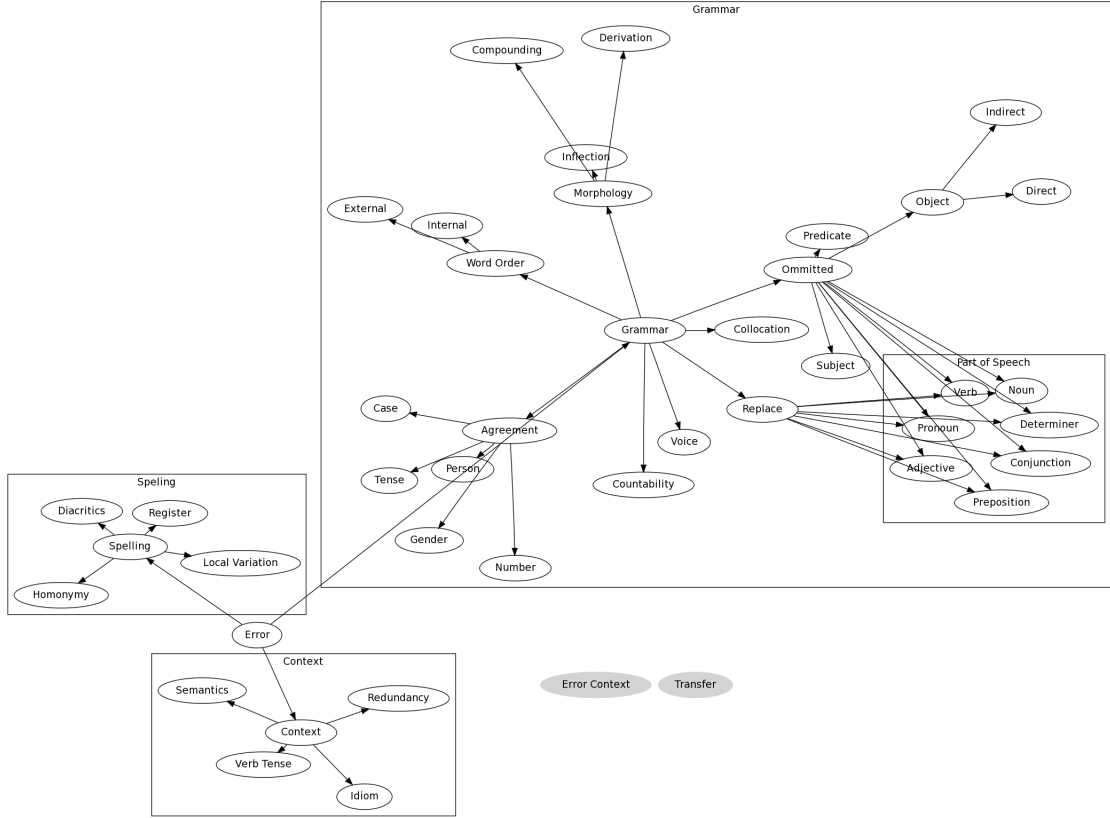 Grammar
Derivation
Compounding
Indirect
Inflection
Morphology
Direct
Object
External
Internal
Predicate
Word Order
Ommitted
Grammar
Collocation
Subject
Part of Speech
Verb
Noun
Case
Replace
Determiner
Agreement
Pronoun
Voice
Person
Adjective
Conjunction
Tense
Countability
Speling
Preposition
Diacritics
Register
Gender
Spelling
Local Variation
Number
Homonymy
Error
Context
Semantics
Redundancy
Error Context
Transfer
Context
Verb Tense
Idiom